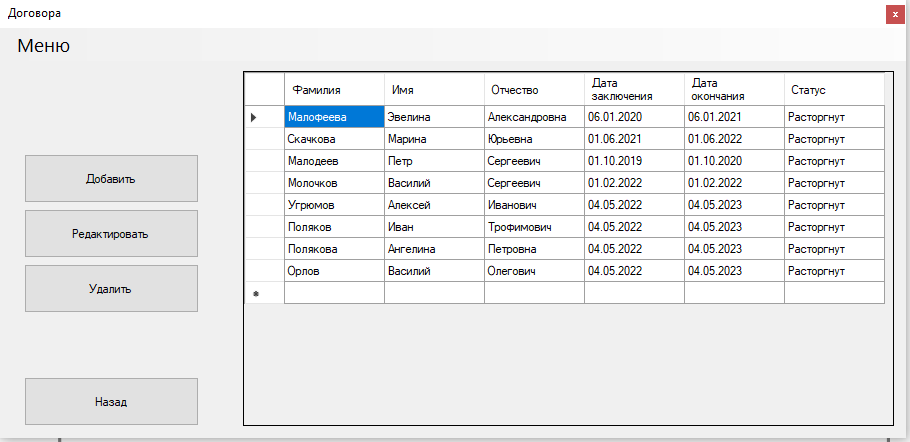 Договора
x
Меню
Фамилия Имя Отчество Дата заключения Дата окончания Статус
Малофеева Эвелина Александровна 06.01.2020 06.01.2021 Расторгнут
Скачкова Марина Юрьевна 01.06.2021 01.06.2022 Расторгнут
Малодеев Петр Сергеевич 01.10.2019 01.10.2020 Расторгнут
Молочков Василий Сергеевич 01.02.2022 01.02.2022 Расторгнут
Угрюмов Алексей Иванович 04.05.2022 04.05.2023 Расторгнут
Поляков Иван Трофимович 04.05.2022 04.05.2023 Расторгнут
Полякова Ангелина Петровна 04.05.2022 04.05.2023 Расторгнут
Орлов Василий Олегович 04.05.2022 04.05.2023 Расторгнут
Добавить
Редактировать
Удалить
Назад